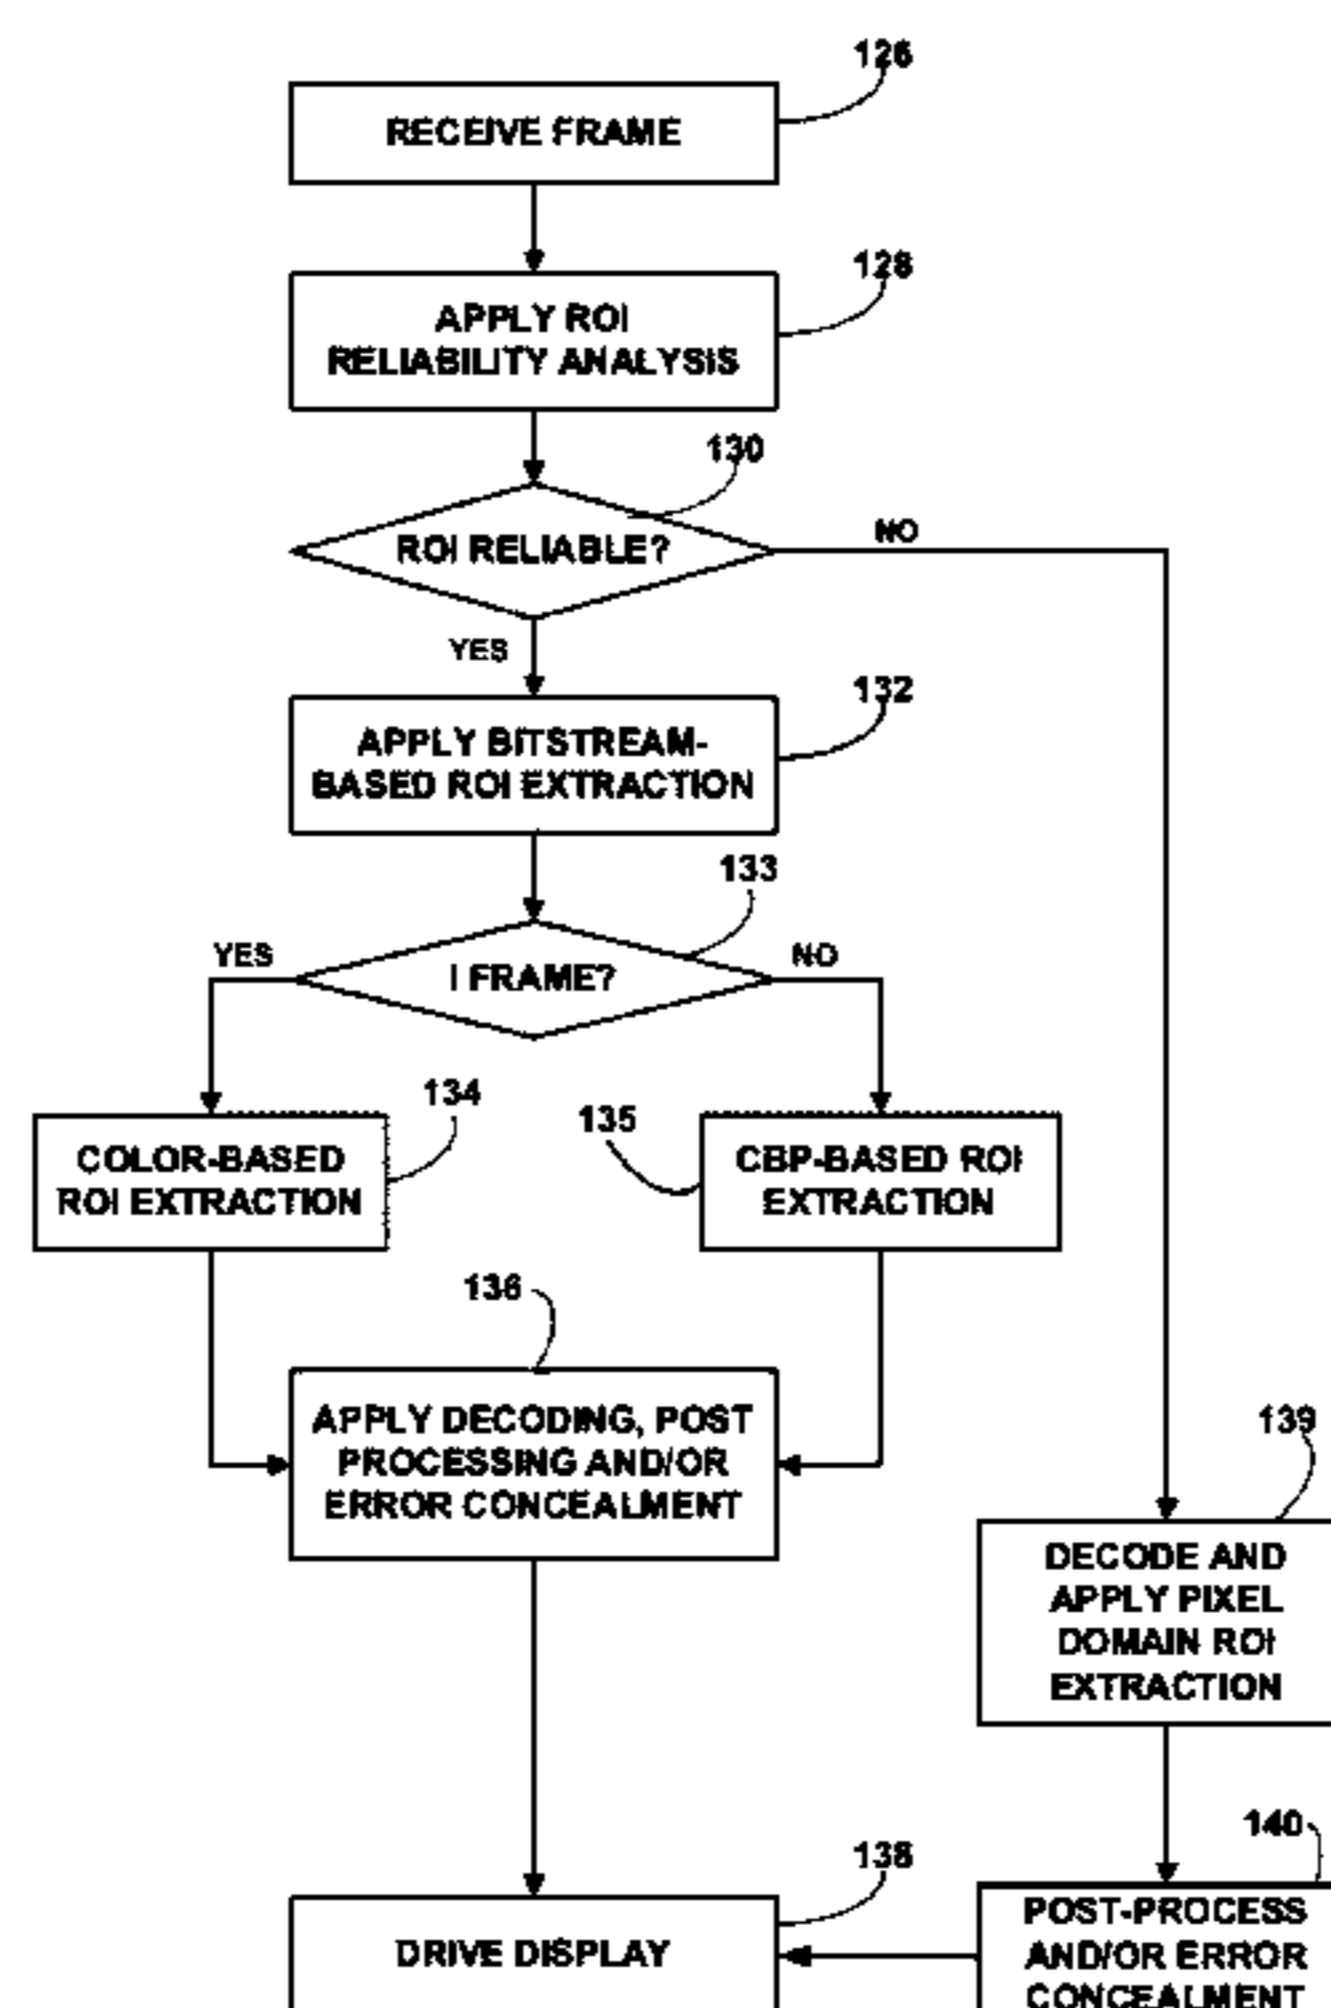 126
RECEIVE FRAME
128
APPLY ROI
RELIABILITY ANALYSIS
130
ROI RELIABLE?
NO
YES
132
APPLY BITSTREAM-
BASED ROI EXTRACTION
133
YES
I FRAME?
NO
134
135
COLOR-BASED
ROI EXTRACTION
CBP-BASED ROI
EXTRACTION
136
APPLY DECODING, POST
PROCESSING AND/OR
ERROR CONCEALMENT
139
DECODE AND
APPLY PIXEL
DOMAIN ROI
EXTRACTION
140
138
DRIVE DISPLAY
POST-PROCESS
AND/OR ERROR
CONCEALMENT